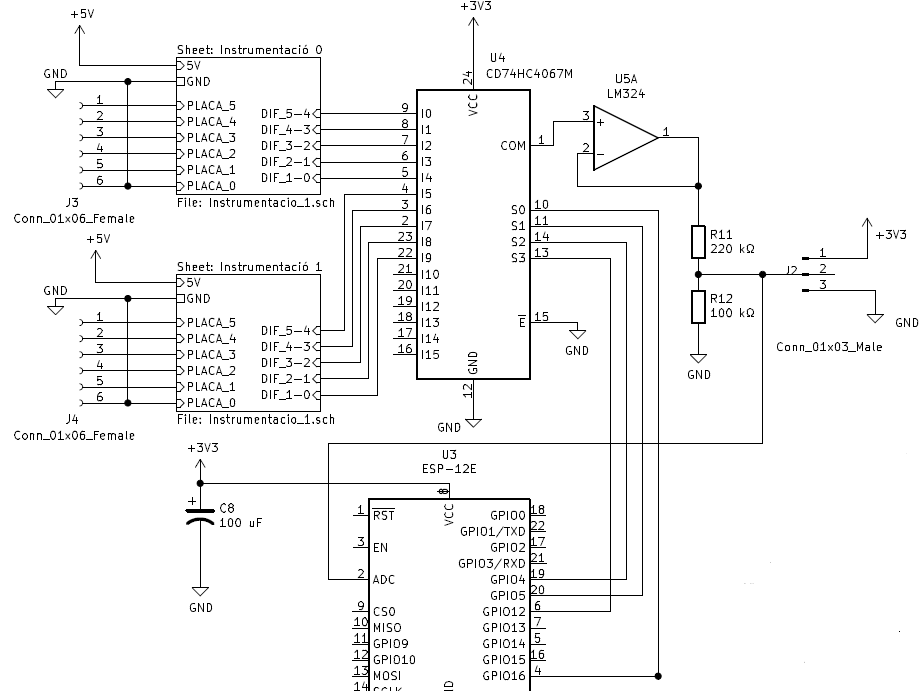 +5V
Sheet: Instrumentació 0
5V
GND
GND
1 PLACA_5
2 PLACA_4
3 PLACA_3
4 PLACA_2
5 PLACA_1
6 PLACA_0
DIF_5-4
DIF_4-3
DIF_3-2
DIF_2-1
DIF_1-0
J3
Conn_01x06_Female
File: Instrumentacio_1.sch
+5V
Sheet: Instrumentació 1
5V
GND
GND
1 PLACA_5
2 PLACA_4
3 PLACA_3
4 PLACA_2
5 PLACA_1
6 PLACA_0
DIF_5-4
DIF_4-3
DIF_3-2
DIF_2-1
DIF_1-0
J4
Conn_01x06_Female
File: Instrumentacio_1.sch
+3V3
U4
CD74HC4067M
24
VCC
9 I0
8 I1
7 I2
6 I3
5 I4
4 I5
3 I6
2 I7
23 I8
22 I9
21 I10
20 I11
19 I12
18 I13
17 I14
16 I15
COM 1
S0 10
S1 11
S2 14
S3 13
E 15
GND
GND
12
GND
U5A
LM324
3 +
2 −
1
R11
220 kΩ
R12
100 kΩ
GND
+3V3
J2
1
2
3
GND
Conn_01x03_Male
+3V3
+
C8
100 uF
GND
U3
ESP-12E
8
VCC
1 RST
3 EN
2 ADC
9 CS0
10 MISO
11 GPIO9
12 GPIO10
13 MOSI
14 SCLK
GPIO0 18
GPIO1/TXD 22
GPIO2 17
GPIO3/RXD 21
GPIO4 19
GPIO5 20
GPIO12 6
GPIO13 7
GPIO14 5
GPIO15 16
GPIO16 4